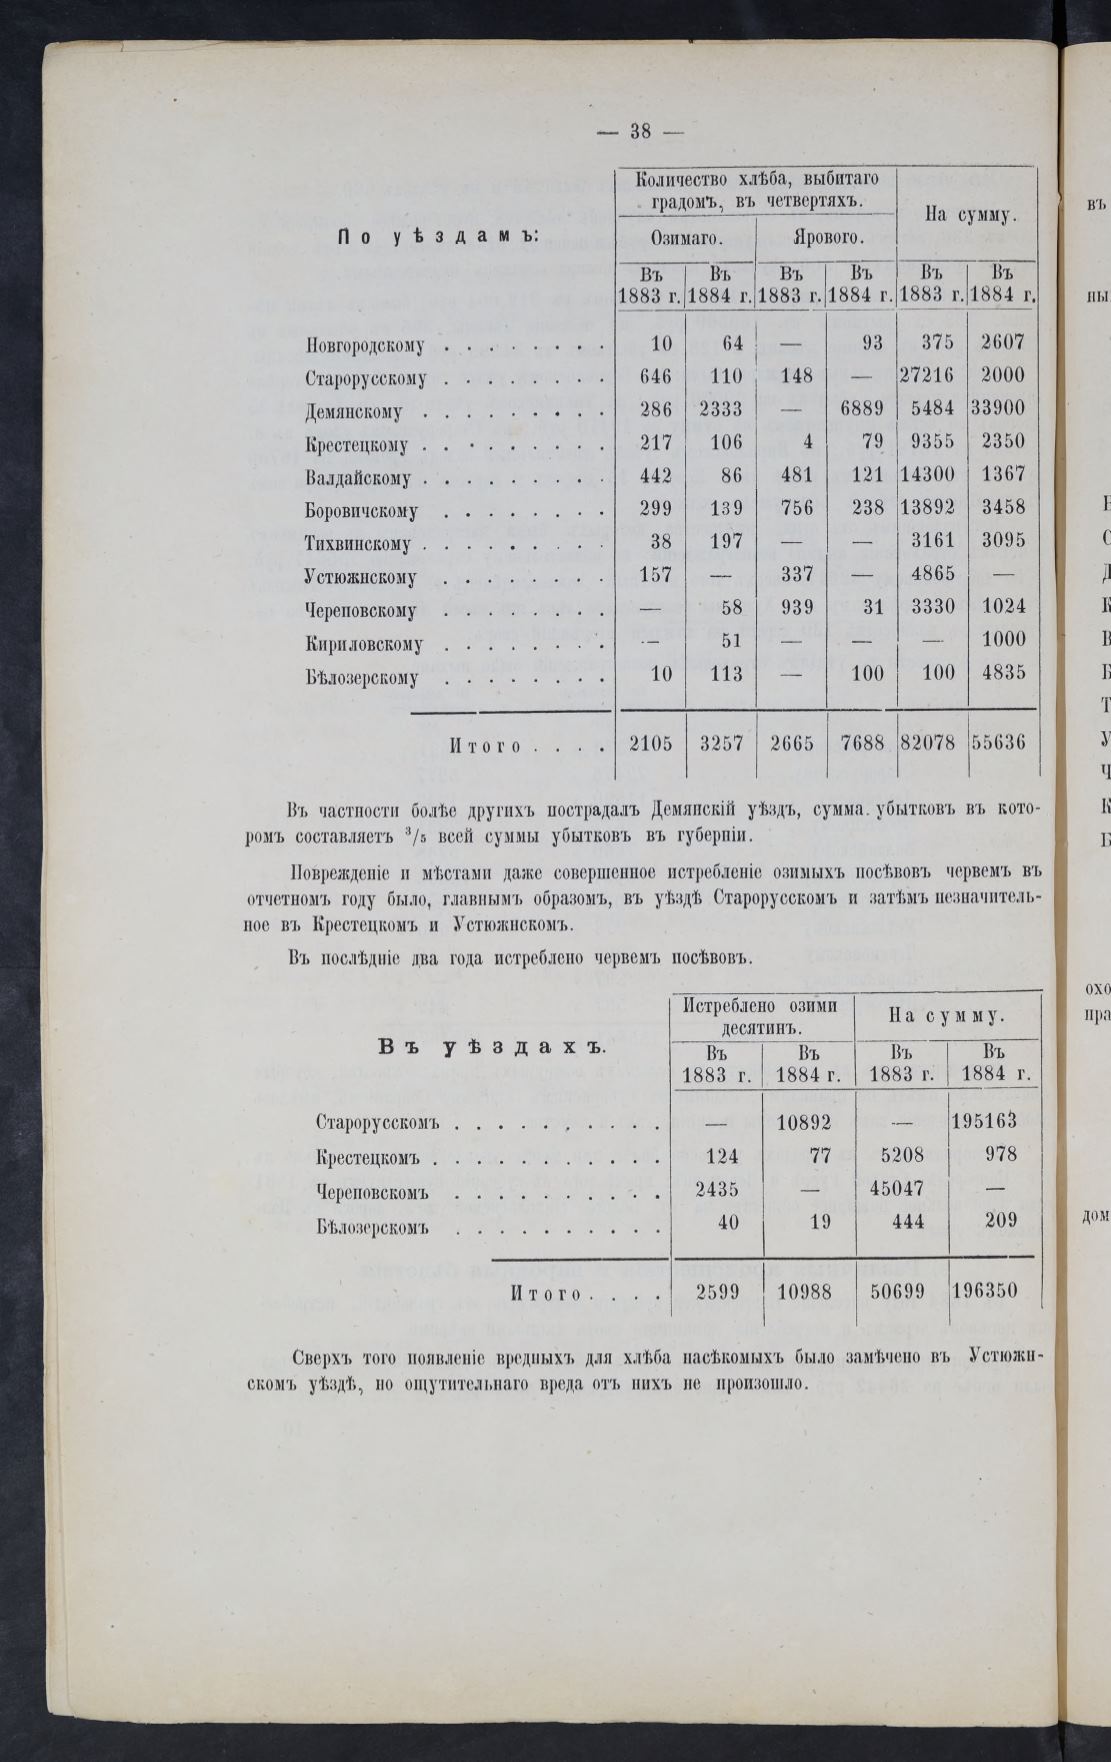 — 38 —
По уѣздамъ:
Количество хлѣба, выбитаго
градомъ, въ четвертяхъ.
На сумму.
Озимаго. Ярового.
Въ Въ Въ Въ Въ Въ
1883 г. 1884 г. 1883 г. 1884 г. 1883 г. 1884 г.
Новгородскому . . . . . . . . 10 64 — 93 375 2607
Старорусскому . . . . . . . . 646 110 148 — 27216 2000
Демянскому . . . . . . . . . 286 2333 — 6889 5484 33900
Крестецкому . . . . . . . . 217 106 4 79 9355 2350
Валдайскому . . . . . . . . . 442 86 481 121 14300 1367
Боровичскому . . . . . . . . 299 139 756 238 13892 3458
Тихвинскому . . . . . . . . . 38 197 — — 3161 3095
Устюжнскому . . . . . . . . 157 — 337 — 4865 —
Череповскому . . . . . . . . — 58 939 31 3330 1024
Кириловскому . . . . . . . . — 51 — — — 1000
Бѣлозерскому . . . . . . . . 10 113 — 100 100 4835
Итого . . . . 2105 3257 2665 7688 82078 55636
Въ частности болѣе другихъ пострадалъ Демянскій уѣздъ, сумма. убытковъ въ кото-
ромъ составляетъ 3/5 всей суммы убытковъ въ губерніи.
Поврежденіе и мѣстами даже совершенное истребленіе озимыхъ посѣвовъ червемъ въ
отчетномъ году было, главнымъ образомъ, въ уѣздѣ Старорусскомъ и затѣмъ незначитель-
ное въ Крестецкомъ и Устюжнскомъ.
Въ послѣдніе два года истреблено червемъ посѣвовъ.
Въ уѣздахъ.
Истреблено озими
десятинъ.
На сумму.
Въ Въ Въ Въ
1883 г. 1884 г. 1883 г. 1884 г.
Старорусскомъ . . . . . . . . . . — 10892 — 195163
Крестецкомъ . . . . . . . . . . . 124 77 5208 978
Череповскомъ . . . . . . . . . . 2435 — 45047 —
Бѣлозерскомъ . . . . . . . . . . 40 19 444 209
Итого . . . . 2599 10988 50699 196350
Сверхъ того появленіе вредныхъ для хлѣба насѣкомыхъ было замѣчено въ Устюжн-
скомъ уѣздѣ, но ощутительнаго вреда отъ нихъ не произошло.